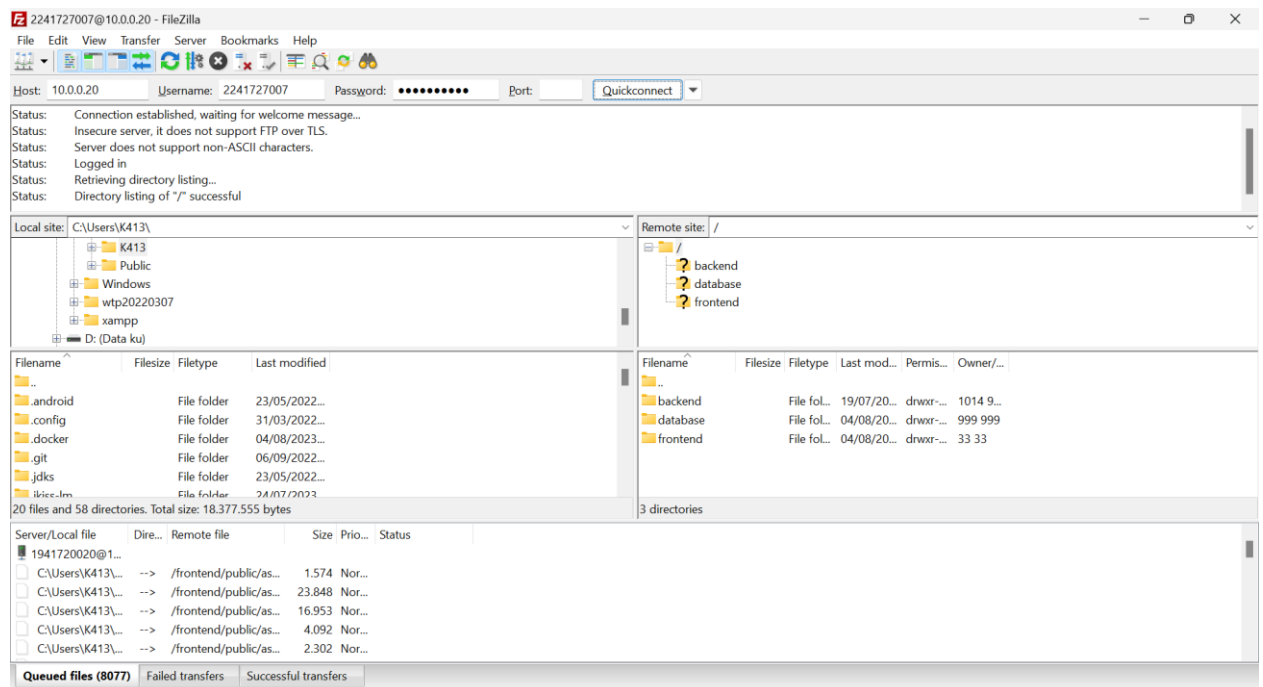 2241727007@10.0.0.20 - FileZilla
File Edit View Transfer Server Bookmarks Help
Host: 10.0.0.20 Username: 2241727007 Password: ●●●●●●●●●● Port: Quickconnect
Status: Connection established, waiting for welcome message...
Status: Insecure server, it does not support FTP over TLS.
Status: Server does not support non-ASCII characters.
Status: Logged in
Status: Retrieving directory listing...
Status: Directory listing of "/" successful
Local site: C:\Users\K413\
K413
Public
Windows
wtp20220307
xampp
D: (Data ku)
Remote site: /
/
backend
database
frontend
Filename Filesize Filetype Last modified
..
.android File folder 23/05/2022...
.config File folder 31/03/2022...
.docker File folder 04/08/2023...
.git File folder 06/09/2022...
.jdks File folder 23/05/2022...
File folder 24/07/2023
20 files and 58 directories. Total size: 18.377.555 bytes
Filename Filesize Filetype Last mod... Permis... Owner/...
..
backend File fol... 19/07/20... drwxr-... 1014 9...
database File fol... 04/08/20... drwxr-... 999 999
frontend File fol... 04/08/20... drwxr-... 33 33
3 directories
Server/Local file Dire... Remote file Size Prio... Status
1941720020@1...
C:\Users\K413\... --> /frontend/public/as... 1.574 Nor...
C:\Users\K413\... --> /frontend/public/as... 23.848 Nor...
C:\Users\K413\... --> /frontend/public/as... 16.953 Nor...
C:\Users\K413\... --> /frontend/public/as... 4.092 Nor...
C:\Users\K413\... --> /frontend/public/as... 2.302 Nor...
Queued files (8077) Failed transfers Successful transfers